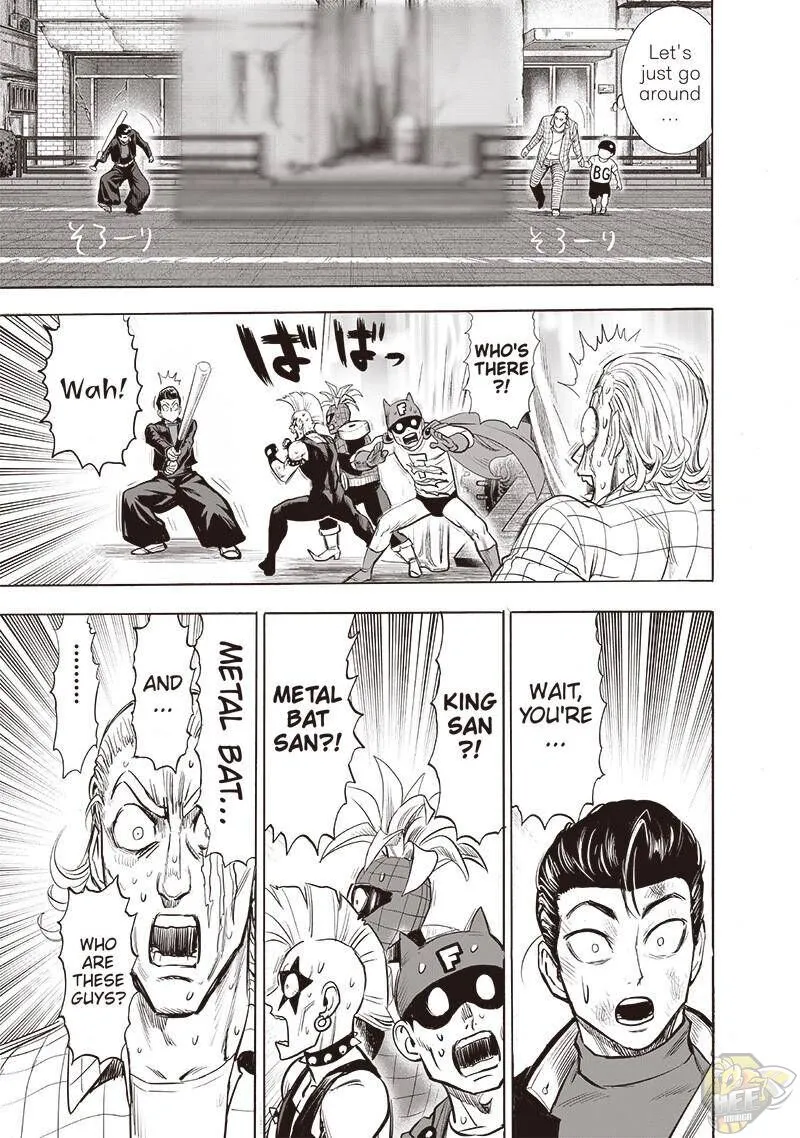 Let's
just go
around
...
BG
そろーり
そろーり
WHO'S
THERE
?!
ばばっ
F
Wah!
WAIT,
YOU'RE
...
KING
SAN
?!
METAL
BAT
SAN?!
F
METAL BAT...
AND
...
.........
WHO
ARE
THESE
GUYS?
MANGA